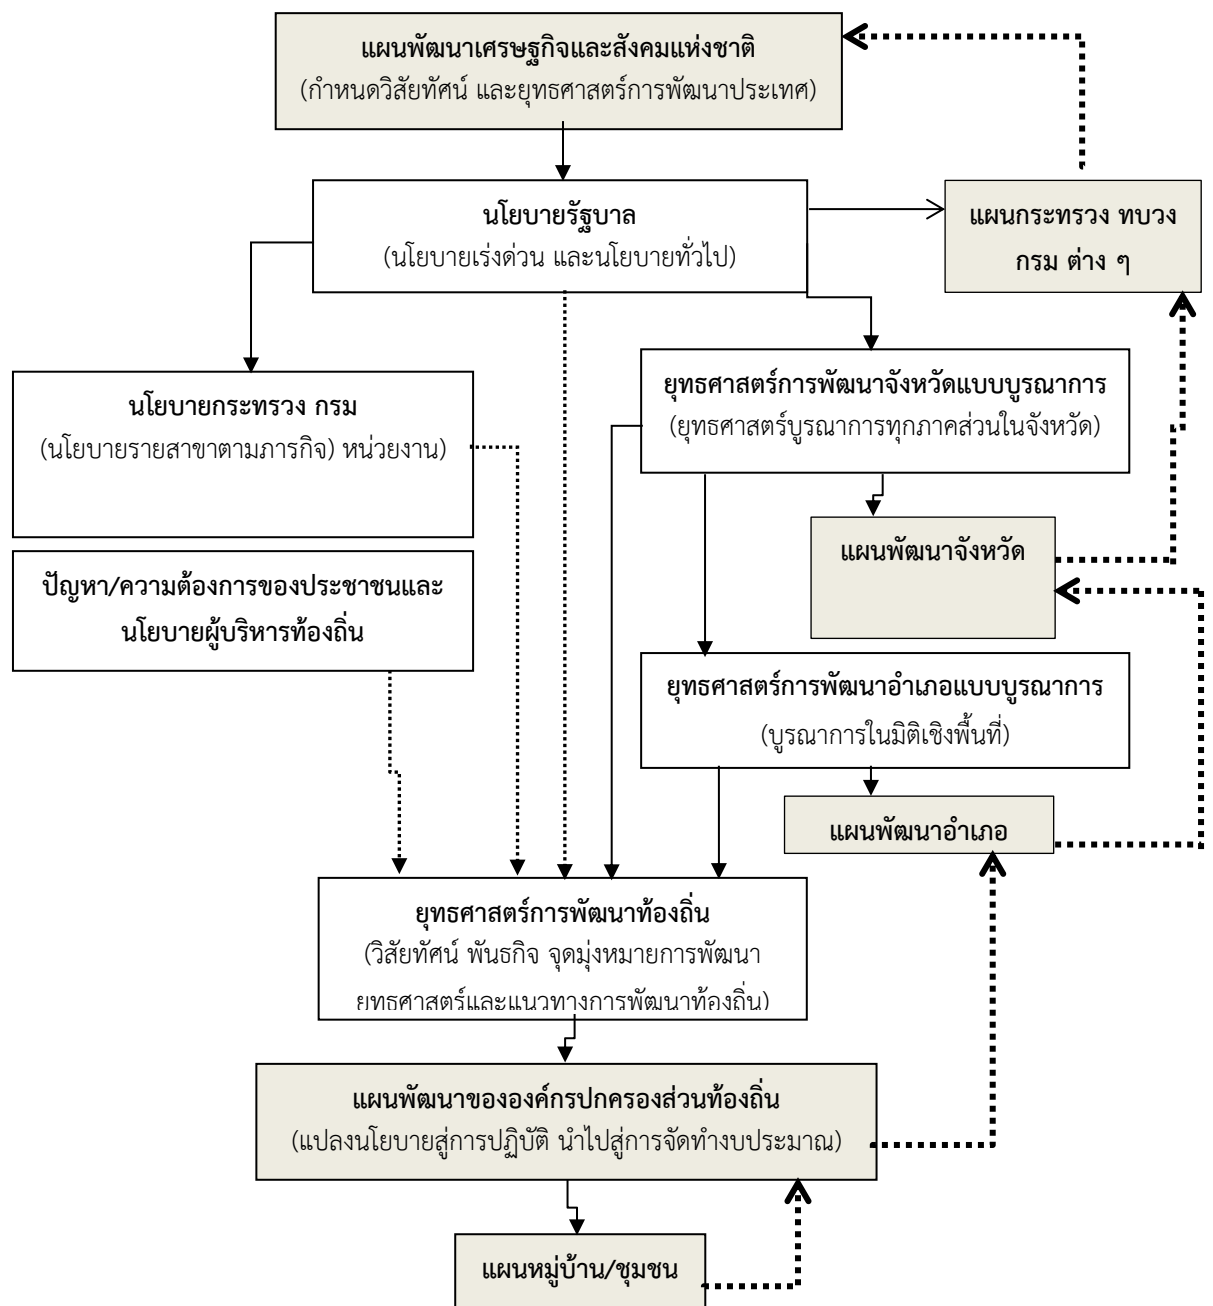 แผนพัฒนาเศรษฐกิจและสังคมแห่งชาติ
(กำหนดวิสัยทัศน์ และยุทธศาสตร์การพัฒนาประเทศ)
นโยบายรัฐบาล
(นโยบายเร่งด่วน และนโยบายทั่วไป)
แผนกระทรวง ทบวง
กรม ต่าง ๆ
ยุทธศาสตร์การพัฒนาจังหวัดแบบบูรณาการ
(ยุทธศาสตร์บูรณาการทุกภาคส่วนในจังหวัด)
นโยบายกระทรวง กรม
(นโยบายรายสาขาตามภารกิจ) หน่วยงาน)
แผนพัฒนาจังหวัด
ปัญหา/ความต้องการของประชาชนและ
นโยบายผู้บริหารท้องถิ่น
ยุทธศาสตร์การพัฒนาอำเภอแบบบูรณาการ
(บูรณาการในมิติเชิงพื้นที่)
แผนพัฒนาอำเภอ
ยุทธศาสตร์การพัฒนาท้องถิ่น
(วิสัยทัศน์ พันธกิจ จุดมุ่งหมายการพัฒนา
ยุทธศาสตร์และแนวทางการพัฒนาท้องถิ่น)
แผนพัฒนาขององค์กรปกครองส่วนท้องถิ่น
(แปลงนโยบายสู่การปฏิบัติ นำไปสู่การจัดทำงบประมาณ)
แผนหมู่บ้าน/ชุมชน